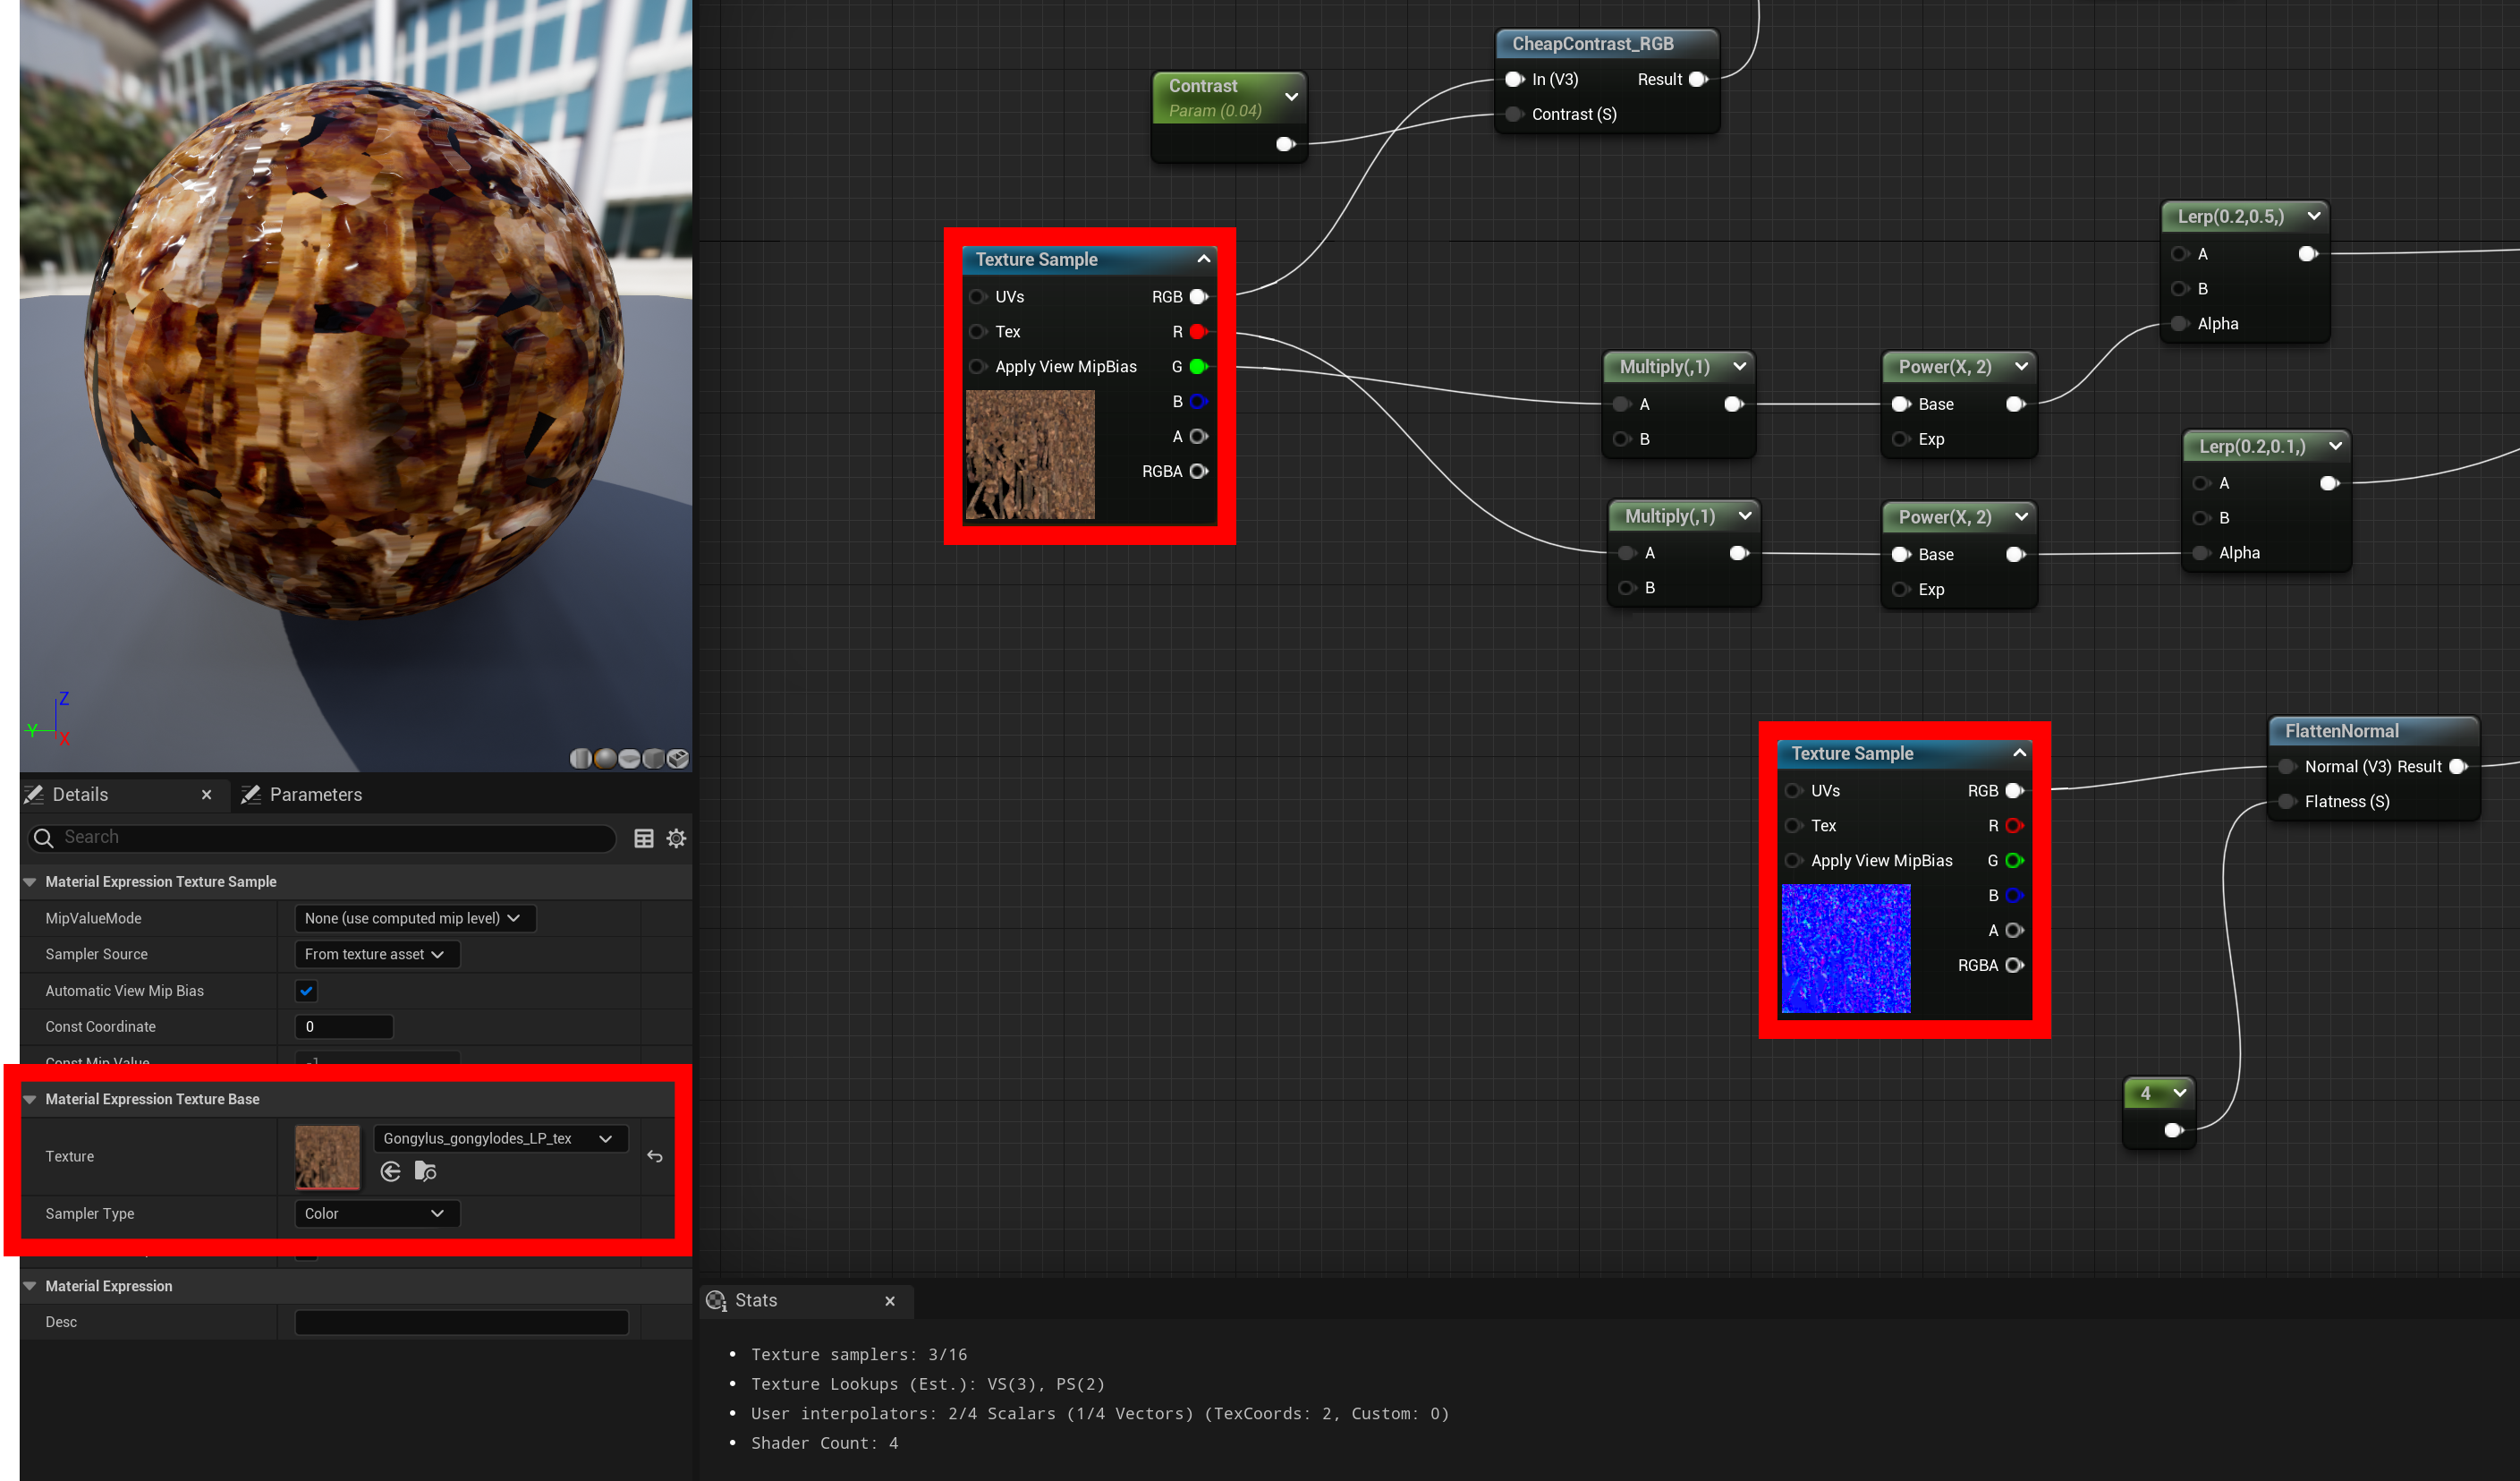 CheapContrast_RGB
In (V3) Result
Contrast (S)
Contrast
Param (0.04)
Texture Sample
UVs RGB
Tex R
Apply View MipBias G
B
A
RGBA
Lerp(0.2,0.5,)
A
B
Alpha
Multiply(,1)
A
B
Power(X, 2)
Base
Exp
Lerp(0.2,0.1,)
A
B
Alpha
Multiply(,1)
A
B
Power(X, 2)
Base
Exp
Texture Sample
UVs RGB
Tex R
Apply View MipBias G
B
A
RGBA
FlattenNormal
Normal (V3) Result
Flatness (S)
4
Z
Y
X
Details
Parameters
Search
Material Expression Texture Sample
MipValueMode None (use computed mip level)
Sampler Source From texture asset
Automatic View Mip Bias
Const Coordinate 0
Const Mip Value -1
Material Expression Texture Base
Texture Gongylus_gongylodes_LP_tex
Sampler Type Color
Material Expression
Desc
Stats
• Texture samplers: 3/16
• Texture Lookups (Est.): VS(3), PS(2)
• User interpolators: 2/4 Scalars (1/4 Vectors) (TexCoords: 2, Custom: 0)
• Shader Count: 4